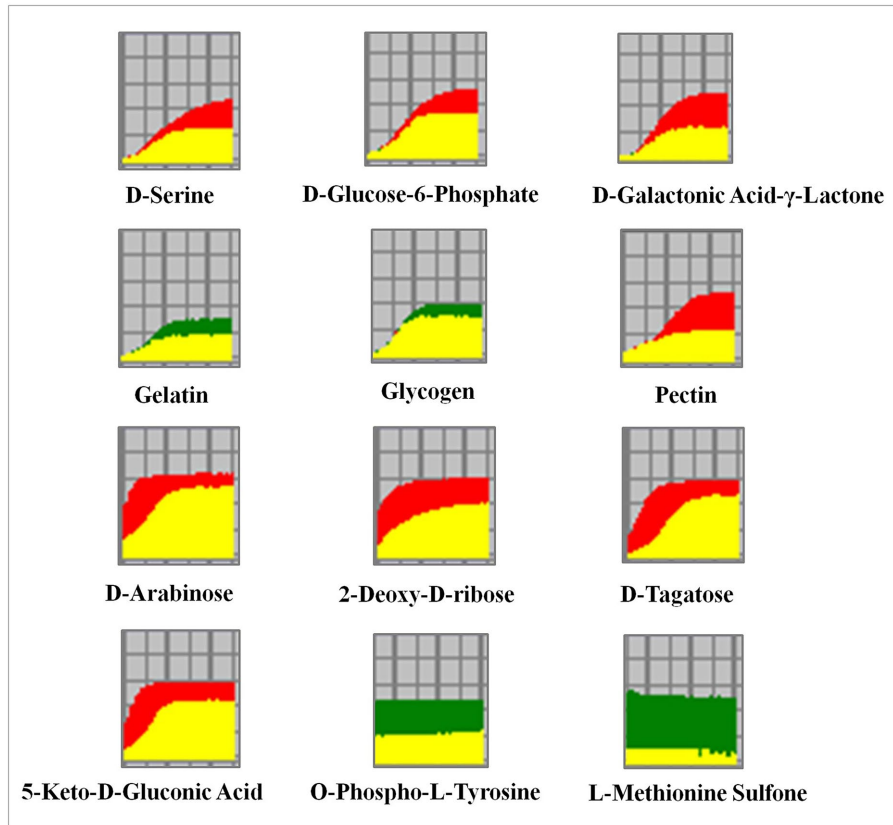 D-Serine
D-Glucose-6-Phosphate
D-Galactonic Acid-γ-Lactone
Gelatin
Glycogen
Pectin
D-Arabinose
2-Deoxy-D-ribose
D-Tagatose
5-Keto-D-Gluconic Acid
O-Phospho-L-Tyrosine
L-Methionine Sulfone